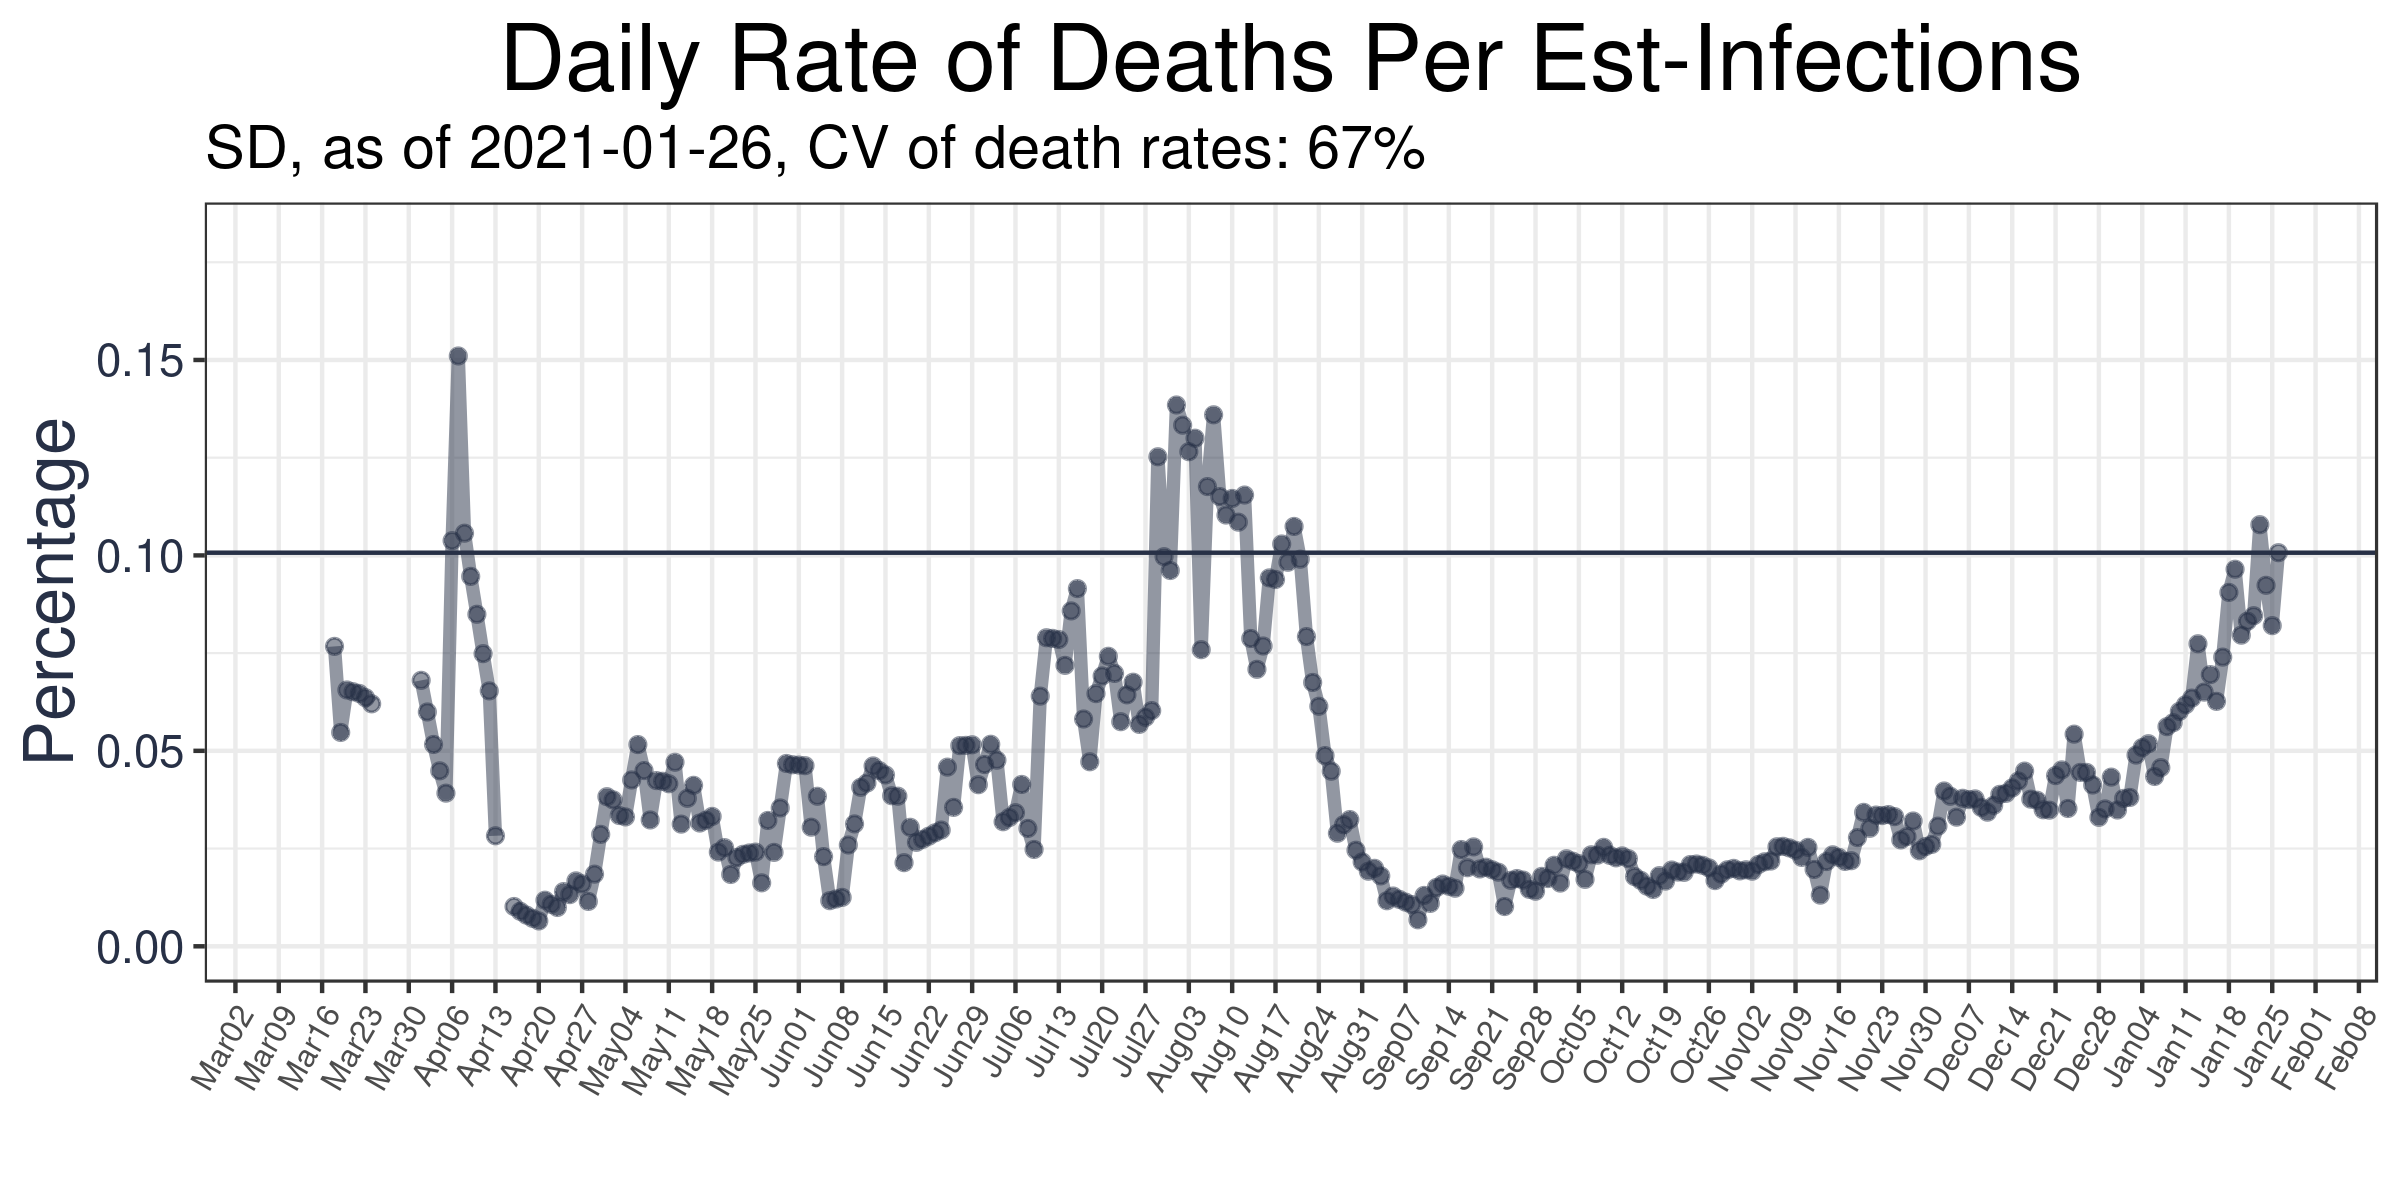 Daily Rate of Deaths Per Est-Infections
SD, as of 2021-01-26, CV of death rates: 67%
Percentage
0.15
0.10
0.05
0.00
Mar02
Mar09
Mar16
Mar23
Mar30
Apr06
Apr13
Apr20
Apr27
May04
May11
May18
May25
Jun01
Jun08
Jun15
Jun22
Jun29
Jul06
Jul13
Jul20
Jul27
Aug03
Aug10
Aug17
Aug24
Aug31
Sep07
Sep14
Sep21
Sep28
Oct05
Oct12
Oct19
Oct26
Nov02
Nov09
Nov16
Nov23
Nov30
Dec07
Dec14
Dec21
Dec28
Jan04
Jan11
Jan18
Jan25
Feb01
Feb08